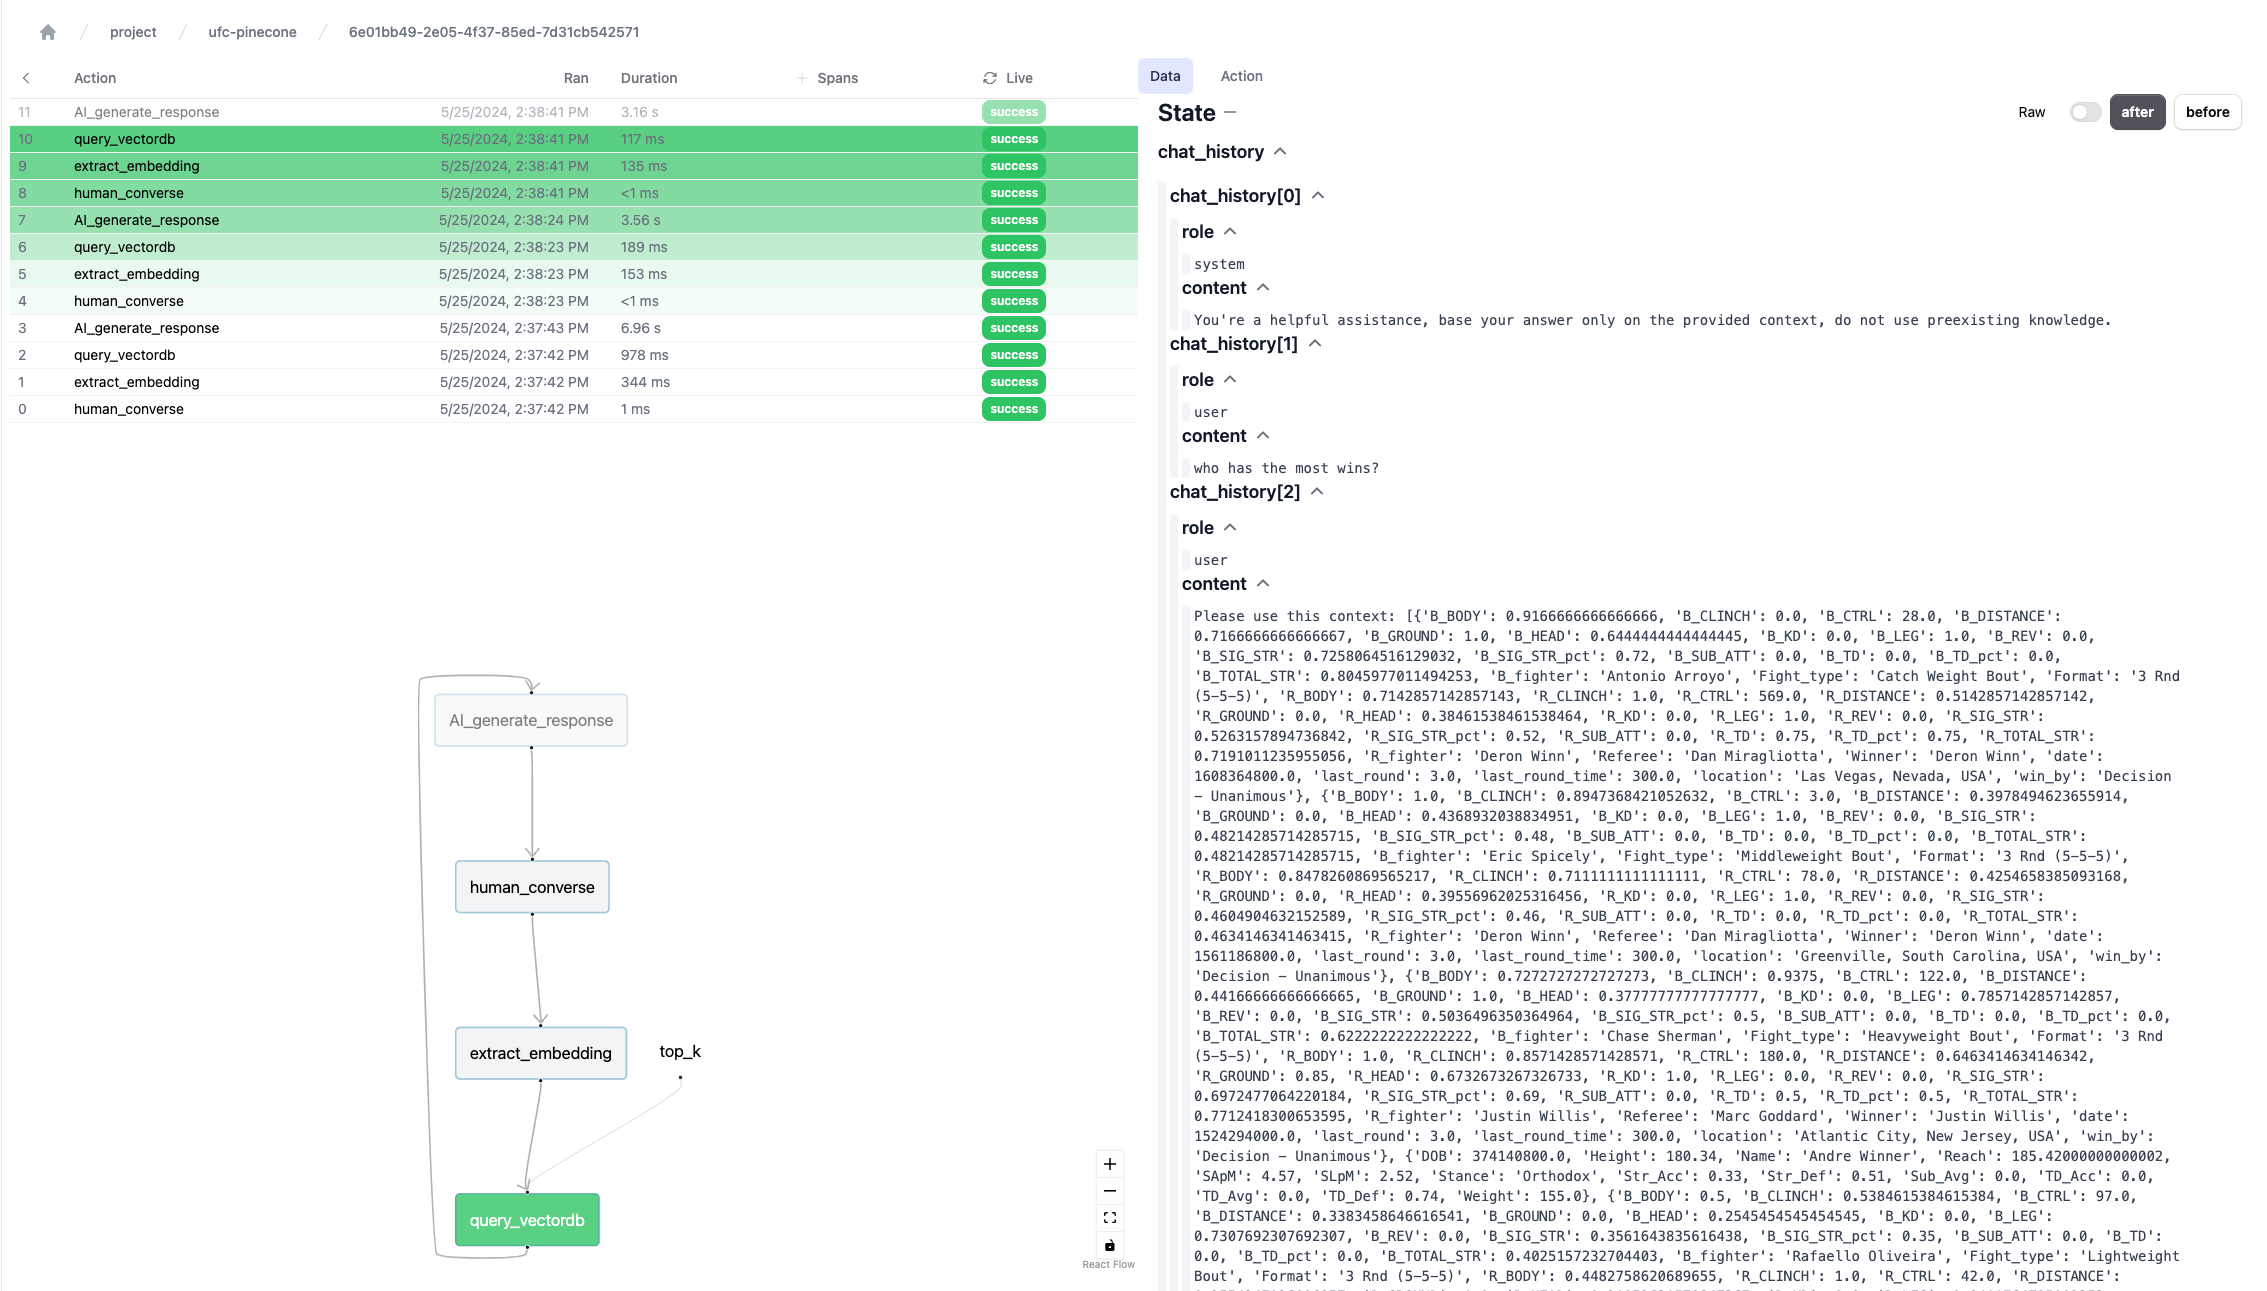 project / ufc-pinecone / 6e01bb49-2e05-4f37-85ed-7d31cb542571
Action Ran Duration + Spans Live
11 AI_generate_response 5/25/2024, 2:38:41 PM 3.16 s success
10 query_vectordb 5/25/2024, 2:38:41 PM 117 ms success
9 extract_embedding 5/25/2024, 2:38:41 PM 135 ms success
8 human_converse 5/25/2024, 2:38:41 PM <1 ms success
7 AI_generate_response 5/25/2024, 2:38:24 PM 3.56 s success
6 query_vectordb 5/25/2024, 2:38:23 PM 189 ms success
5 extract_embedding 5/25/2024, 2:38:23 PM 153 ms success
4 human_converse 5/25/2024, 2:38:23 PM <1 ms success
3 AI_generate_response 5/25/2024, 2:37:43 PM 6.96 s success
2 query_vectordb 5/25/2024, 2:37:42 PM 978 ms success
1 extract_embedding 5/25/2024, 2:37:42 PM 344 ms success
0 human_converse 5/25/2024, 2:37:42 PM 1 ms success
AI_generate_response
human_converse
extract_embedding
top_k
query_vectordb
React Flow
Data Action
State Raw after before
chat_history
chat_history[0]
role
system
content
You're a helpful assistance, base your answer only on the provided context, do not use preexisting knowledge.
chat_history[1]
role
user
content
who has the most wins?
chat_history[2]
role
user
content
Please use this context: [{'B_BODY': 0.9166666666666666, 'B_CLINCH': 0.0, 'B_CTRL': 28.0, 'B_DISTANCE':
0.7166666666666667, 'B_GROUND': 1.0, 'B_HEAD': 0.6444444444444445, 'B_KD': 0.0, 'B_LEG': 1.0, 'B_REV': 0.0,
'B_SIG_STR': 0.7258064516129032, 'B_SIG_STR_pct': 0.72, 'B_SUB_ATT': 0.0, 'B_TD': 0.0, 'B_TD_pct': 0.0,
'B_TOTAL_STR': 0.8045977011494253, 'B_fighter': 'Antonio Arroyo', 'Fight_type': 'Catch Weight Bout', 'Format': '3 Rnd
(5-5-5)', 'R_BODY': 0.7142857142857143, 'R_CLINCH': 1.0, 'R_CTRL': 569.0, 'R_DISTANCE': 0.5142857142857142,
'R_GROUND': 0.0, 'R_HEAD': 0.38461538461538464, 'R_KD': 0.0, 'R_LEG': 1.0, 'R_REV': 0.0, 'R_SIG_STR':
0.5263157894736842, 'R_SIG_STR_pct': 0.52, 'R_SUB_ATT': 0.0, 'R_TD': 0.75, 'R_TD_pct': 0.75, 'R_TOTAL_STR':
0.7191011235955056, 'R_fighter': 'Deron Winn', 'Referee': 'Dan Miragliotta', 'Winner': 'Deron Winn', 'date':
1608364800.0, 'last_round': 3.0, 'last_round_time': 300.0, 'location': 'Las Vegas, Nevada, USA', 'win_by': 'Decision
- Unanimous'}, {'B_BODY': 1.0, 'B_CLINCH': 0.8947368421052632, 'B_CTRL': 3.0, 'B_DISTANCE': 0.3978494623655914,
'B_GROUND': 0.0, 'B_HEAD': 0.4368932038834951, 'B_KD': 0.0, 'B_LEG': 1.0, 'B_REV': 0.0, 'B_SIG_STR':
0.48214285714285715, 'B_SIG_STR_pct': 0.48, 'B_SUB_ATT': 0.0, 'B_TD': 0.0, 'B_TD_pct': 0.0, 'B_TOTAL_STR':
0.48214285714285715, 'B_fighter': 'Eric Spicely', 'Fight_type': 'Middleweight Bout', 'Format': '3 Rnd (5-5-5)',
'R_BODY': 0.8478260869565217, 'R_CLINCH': 0.7111111111111111, 'R_CTRL': 78.0, 'R_DISTANCE': 0.4254658385093168,
'R_GROUND': 0.0, 'R_HEAD': 0.39556962025316456, 'R_KD': 0.0, 'R_LEG': 1.0, 'R_REV': 0.0, 'R_SIG_STR':
0.4604904632152589, 'R_SIG_STR_pct': 0.46, 'R_SUB_ATT': 0.0, 'R_TD': 0.0, 'R_TD_pct': 0.0, 'R_TOTAL_STR':
0.4634146341463415, 'R_fighter': 'Deron Winn', 'Referee': 'Dan Miragliotta', 'Winner': 'Deron Winn', 'date':
1561186800.0, 'last_round': 3.0, 'last_round_time': 300.0, 'location': 'Greenville, South Carolina, USA', 'win_by':
'Decision - Unanimous'}, {'B_BODY': 0.7272727272727273, 'B_CLINCH': 0.9375, 'B_CTRL': 122.0, 'B_DISTANCE':
0.44166666666666665, 'B_GROUND': 1.0, 'B_HEAD': 0.37777777777777777, 'B_KD': 0.0, 'B_LEG': 0.7857142857142857,
'B_REV': 0.0, 'B_SIG_STR': 0.5036496350364964, 'B_SIG_STR_pct': 0.5, 'B_SUB_ATT': 0.0, 'B_TD': 0.0, 'B_TD_pct': 0.0,
'B_TOTAL_STR': 0.6222222222222222, 'B_fighter': 'Chase Sherman', 'Fight_type': 'Heavyweight Bout', 'Format': '3 Rnd
(5-5-5)', 'R_BODY': 1.0, 'R_CLINCH': 0.8571428571428571, 'R_CTRL': 180.0, 'R_DISTANCE': 0.6463414634146342,
'R_GROUND': 0.85, 'R_HEAD': 0.6732673267326733, 'R_KD': 1.0, 'R_LEG': 0.0, 'R_REV': 0.0, 'R_SIG_STR':
0.6972477064220184, 'R_SIG_STR_pct': 0.69, 'R_SUB_ATT': 0.0, 'R_TD': 0.5, 'R_TD_pct': 0.5, 'R_TOTAL_STR':
0.7712418300653595, 'R_fighter': 'Justin Willis', 'Referee': 'Marc Goddard', 'Winner': 'Justin Willis', 'date':
1524294000.0, 'last_round': 3.0, 'last_round_time': 300.0, 'location': 'Atlantic City, New Jersey, USA', 'win_by':
'Decision - Unanimous'}, {'DOB': 374140800.0, 'Height': 180.34, 'Name': 'Andre Winner', 'Reach': 185.42000000000002,
'SApM': 4.57, 'SLpM': 2.52, 'Stance': 'Orthodox', 'Str_Acc': 0.33, 'Str_Def': 0.51, 'Sub_Avg': 0.0, 'TD_Acc': 0.0,
'TD_Avg': 0.0, 'TD_Def': 0.74, 'Weight': 155.0}, {'B_BODY': 0.5, 'B_CLINCH': 0.5384615384615384, 'B_CTRL': 97.0,
'B_DISTANCE': 0.3383458646616541, 'B_GROUND': 0.0, 'B_HEAD': 0.2545454545454545, 'B_KD': 0.0, 'B_LEG':
0.7307692307692307, 'B_REV': 0.0, 'B_SIG_STR': 0.3561643835616438, 'B_SIG_STR_pct': 0.35, 'B_SUB_ATT': 0.0, 'B_TD':
0.0, 'B_TD_pct': 0.0, 'B_TOTAL_STR': 0.4025157232704403, 'B_fighter': 'Rafaello Oliveira', 'Fight_type': 'Lightweight
Bout', 'Format': '3 Rnd (5-5-5)', 'R_BODY': 0.4482758620689655, 'R_CLINCH': 1.0, 'R_CTRL': 42.0, 'R_DISTANCE':